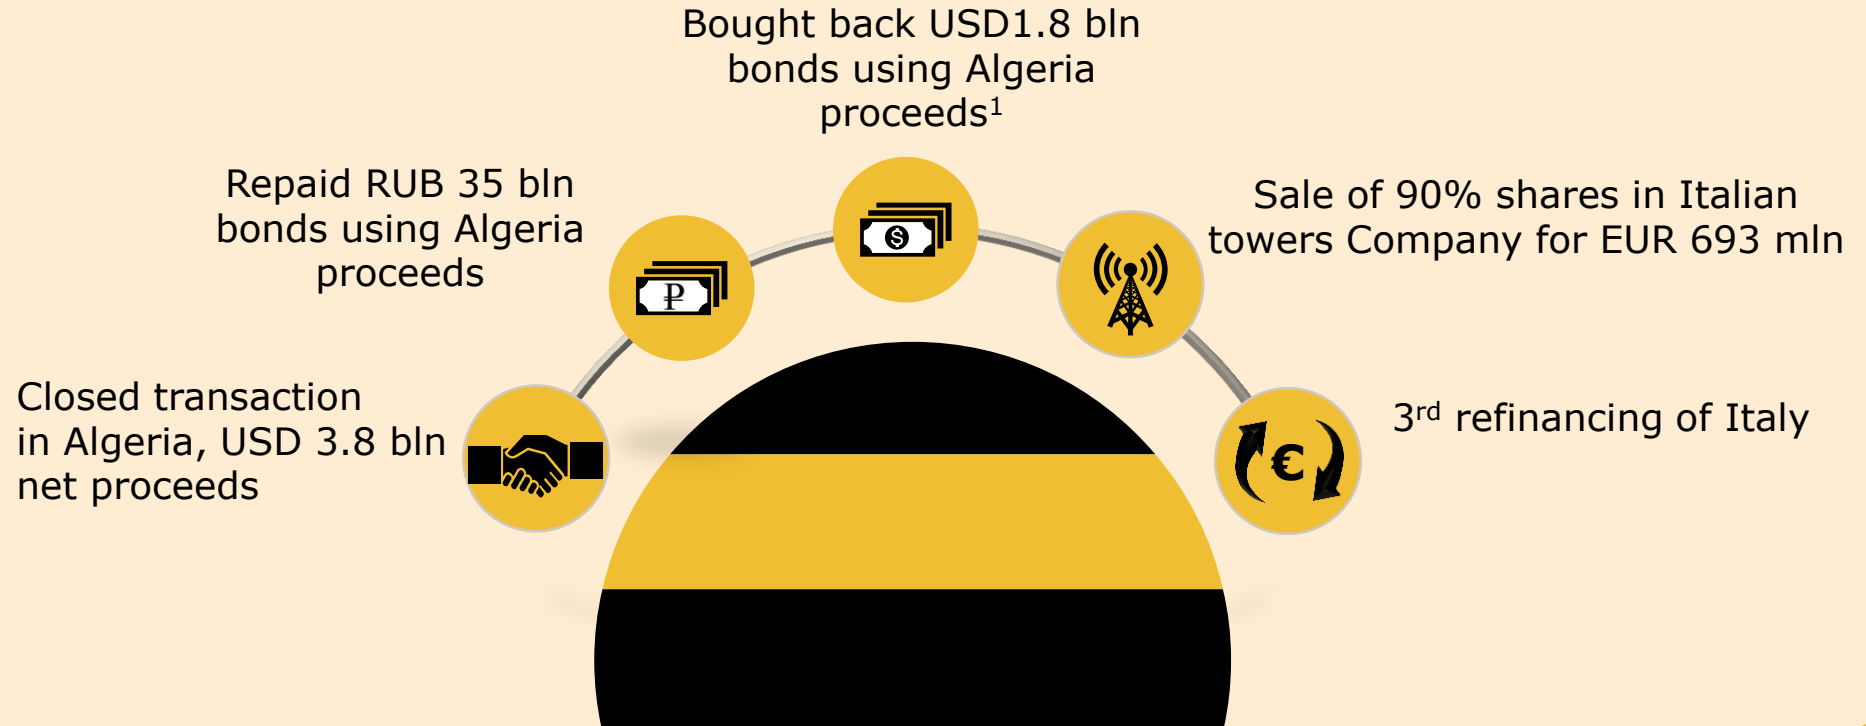 Bought back USD1.8 bln
bonds using Algeria
proceeds¹
Repaid RUB 35 bln
bonds using Algeria
proceeds
Sale of 90% shares in Italian
towers Company for EUR 693 mln
Closed transaction
in Algeria, USD 3.8 bln
net proceeds
3rd refinancing of Italy
₽
$
€